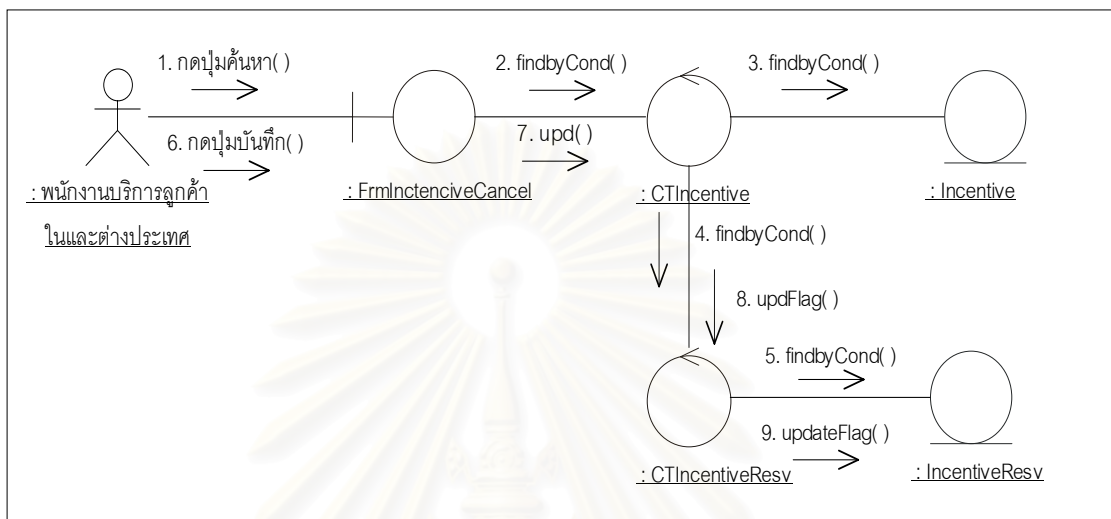 1. กดปุ่มค้นหา( )
2. findbyCond( )
3. findbyCond( )
6. กดปุ่มบันทึก( )
7. upd( )
: พนักงานบริการลูกค้า
ในและต่างประเทศ
: FrmInctenciveCancel
: CTIncentive
: Incentive
4. findbyCond( )
8. updFlag( )
5. findbyCond( )
9. updateFlag( )
: CTIncentiveResv
: IncentiveResv